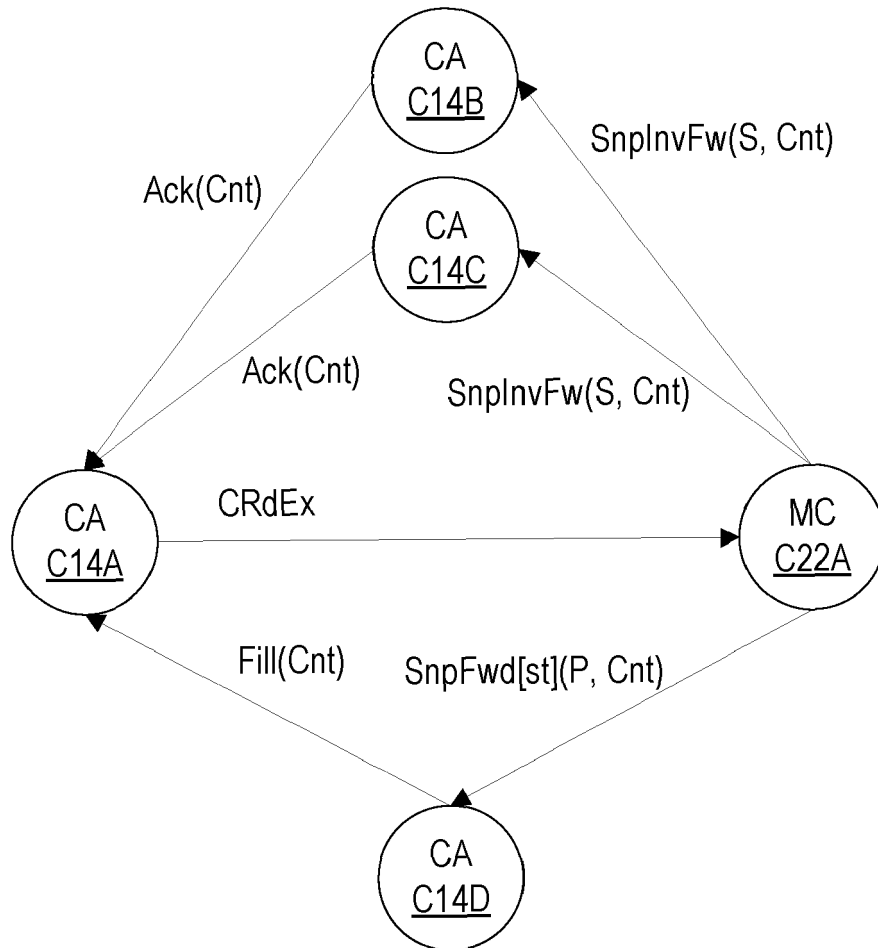 CA
C14B
SnpInvFw(S, Cnt)
Ack(Cnt)
CA
C14C
Ack(Cnt)
SnpInvFw(S, Cnt)
CA
C14A
CRdEx
MC
C22A
Fill(Cnt)
SnpFwd[st](P, Cnt)
CA
C14D